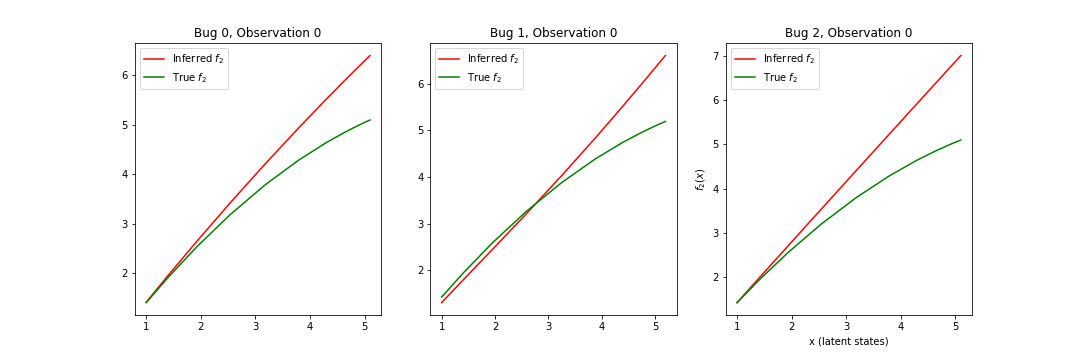 Bug 0, Observation 0
Inferred f₂
True f₂
6
5
4
3
2
1
2
3
4
5
Bug 1, Observation 0
Inferred f₂
True f₂
6
5
4
3
2
1
2
3
4
5
Bug 2, Observation 0
Inferred f₂
True f₂
f₂(x)
7
6
5
4
3
2
1
2
3
4
5
x (latent states)